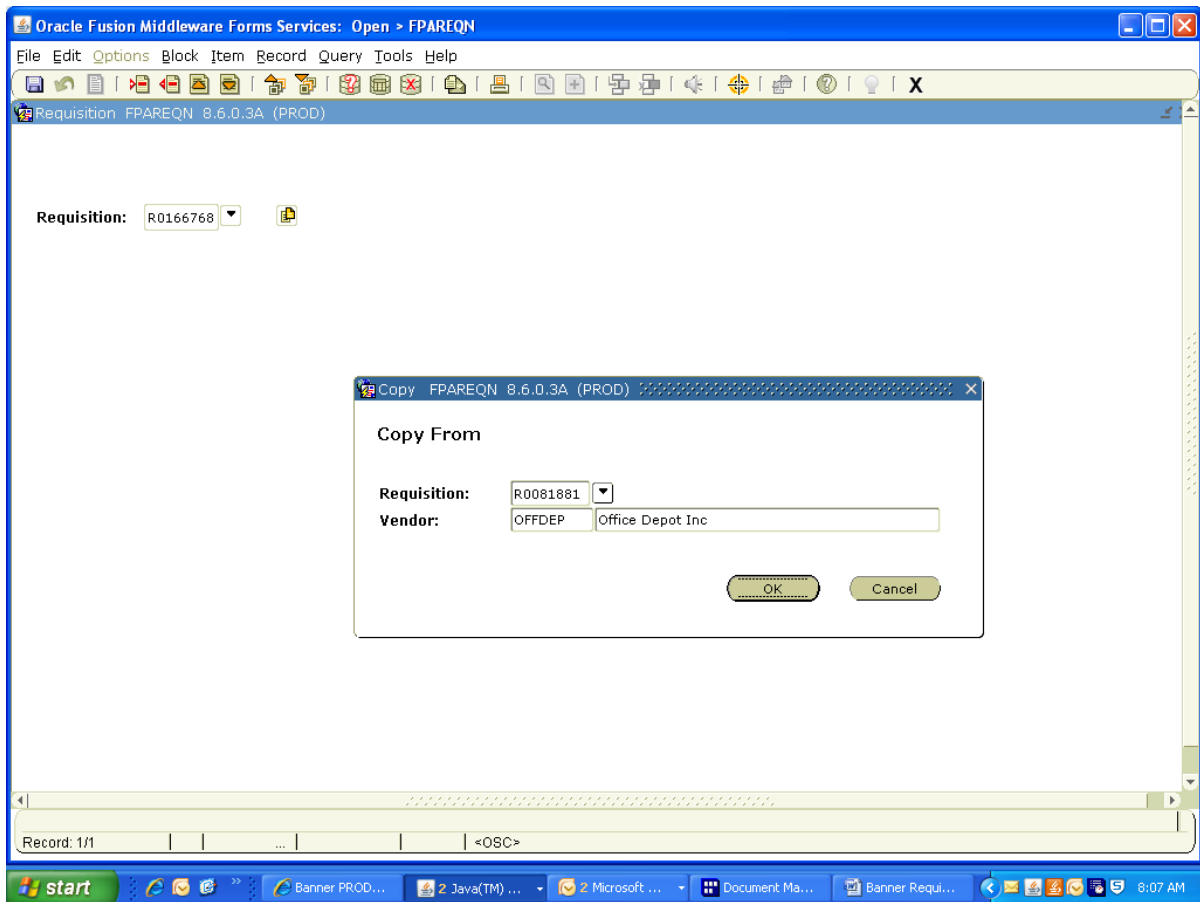 Oracle Fusion Middleware Forms Services: Open > FPAREQN
File Edit Options Block Item Record Query Tools Help
X
Requisition FPAREQN 8.6.0.3A (PROD)
Requisition: R0166768
Copy FPAREQN 8.6.0.3A (PROD)
Copy From
Requisition: R0081881
Vendor: OFFDEP Office Depot Inc
OK Cancel
Record: 1/1 ... <OSC>
start Banner PROD... 2 Java(TM) ... 2 Microsoft ... Document Ma... Banner Requi... 8:07 AM